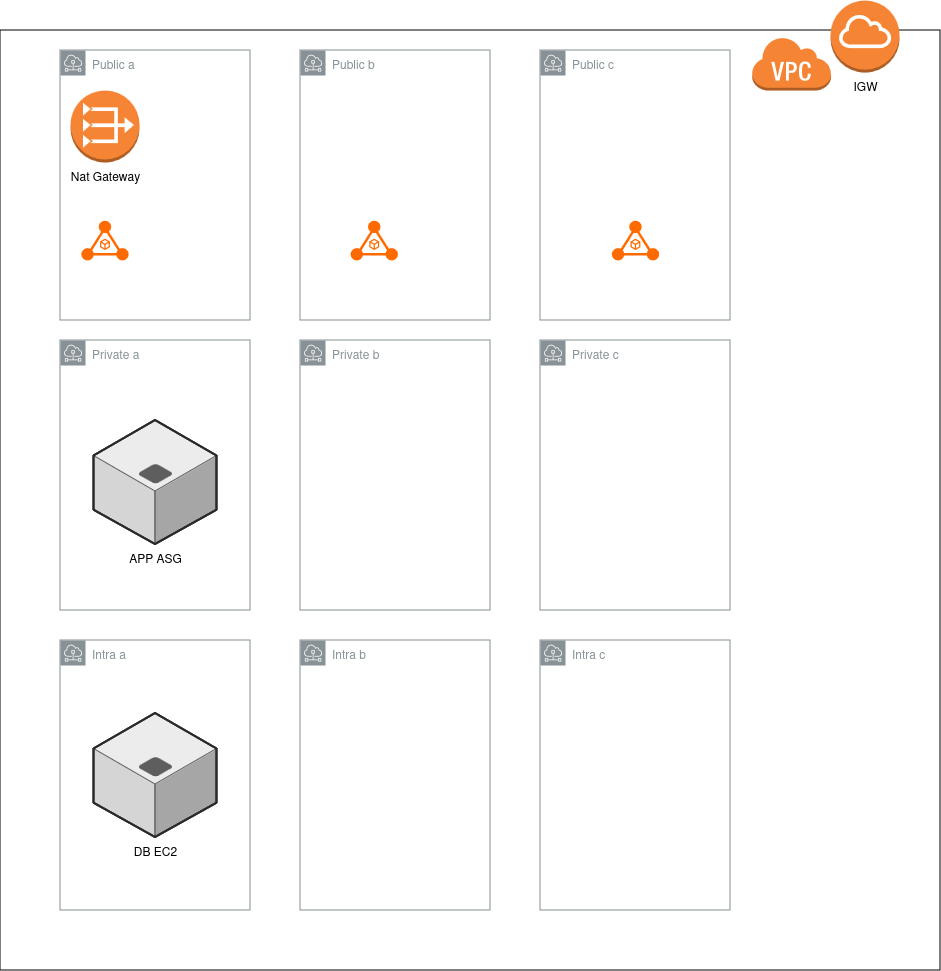 Public a
Public b
Public c
VPC
IGW
Nat Gateway
Private a
Private b
Private c
APP ASG
Intra a
Intra b
Intra c
DB EC2